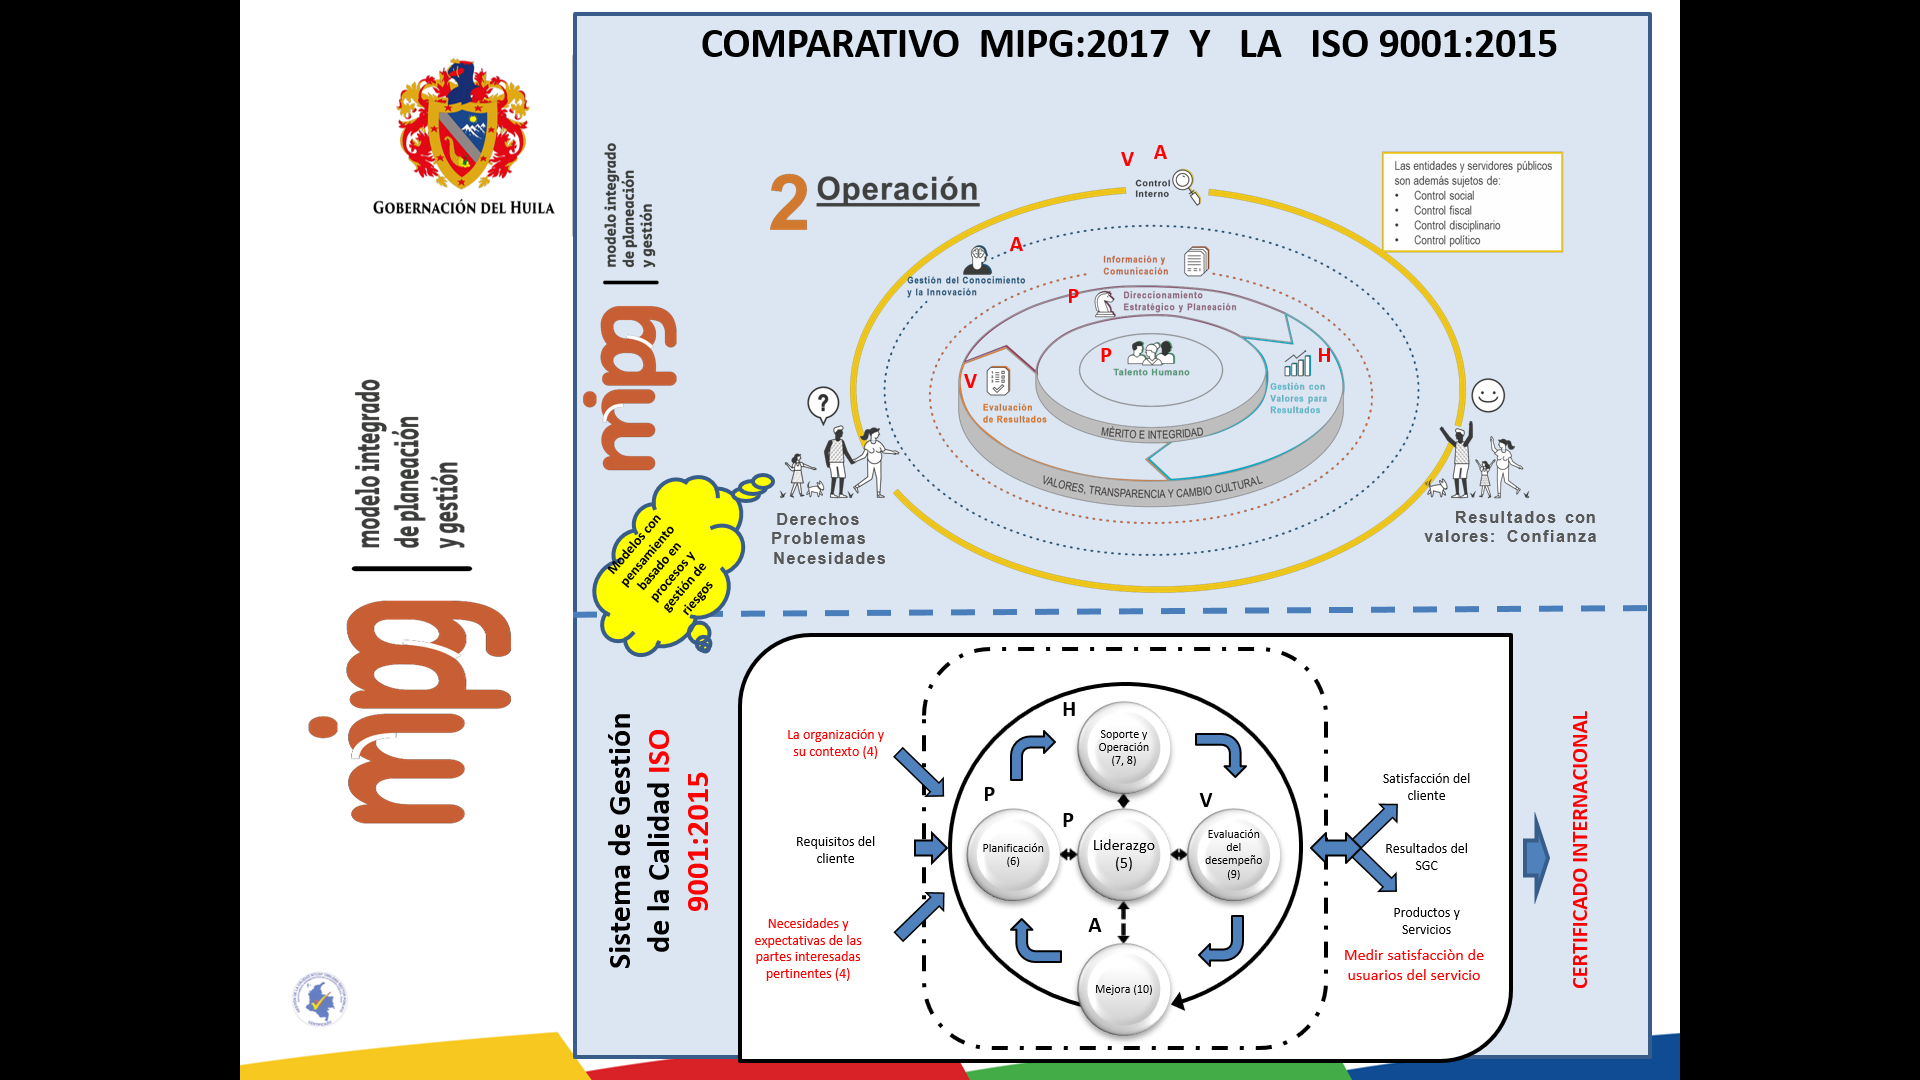 COMPARATIVO MIPG:2017 Y LA ISO 9001:2015
GOBERNACIÓN DEL HUILA
modelo integrado
de planeación
y gestión
mipg
modelo integrado
de planeación
y gestión
mipg
2 Operación
V A
Control
Interno
Las entidades y servidores públicos
son además sujetos de:
• Control social
• Control fiscal
• Control disciplinario
• Control político
A
Gestión del Conocimiento
y la Innovación
Información y
Comunicación
P
Direccionamiento
Estratégico y Planeación
P
Talento Humano
H
Gestión con
Valores para
Resultados
V
Evaluación
de Resultados
MÉRITO E INTEGRIDAD
VALORES, TRANSPARENCIA Y CAMBIO CULTURAL
?
Derechos
Problemas
Necesidades
Resultados con
valores: Confianza
Modelos con
pensamiento
basado en
procesos y
gestión de
riesgos
Sistema de Gestión
de la Calidad ISO
9001:2015
La organización y
su contexto (4)
Requisitos del
cliente
Necesidades y
expectativas de las
partes interesadas
pertinentes (4)
H
Soporte y
Operación
(7, 8)
P
Planificación
(6)
P
Liderazgo
(5)
V
Evaluación
del
desempeño
(9)
A
Mejora (10)
Satisfacción del
cliente
Resultados del
SGC
Productos y
Servicios
Medir satisfacciòn de
usuarios del servicio
CERTIFICADO INTERNACIONAL